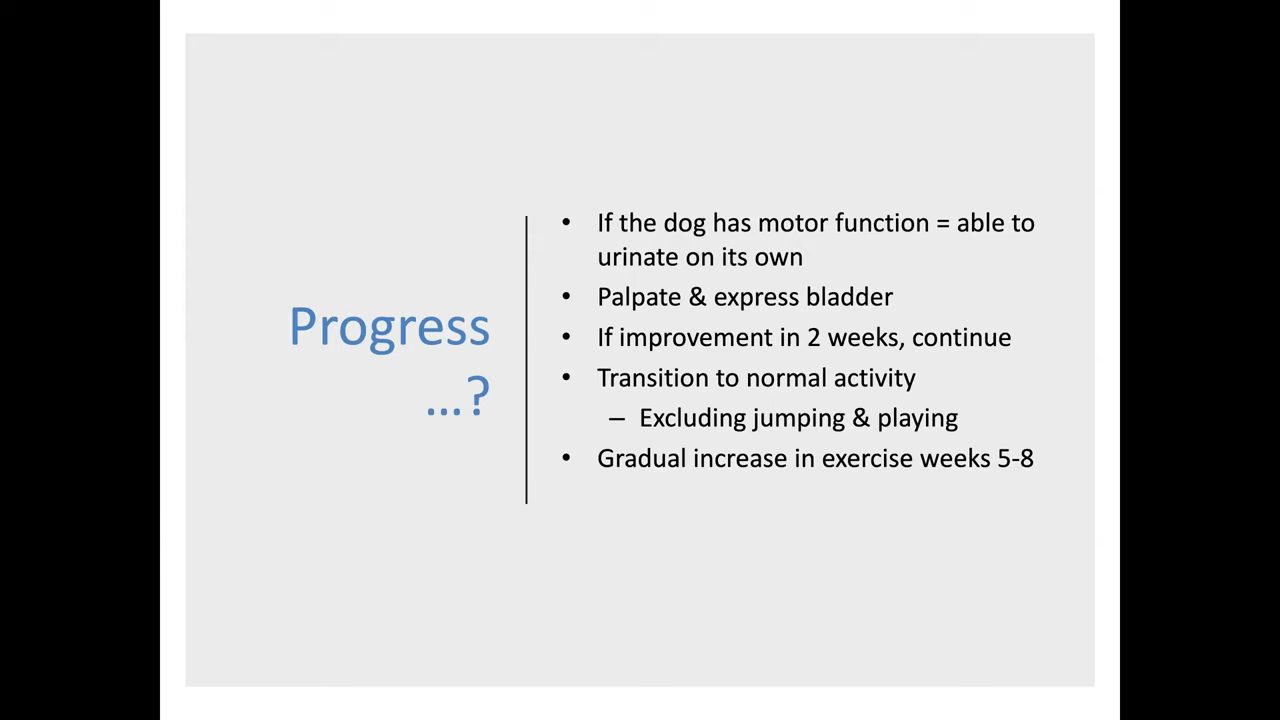 Progress
...?
• If the dog has motor function = able to
urinate on its own
• Palpate & express bladder
• If improvement in 2 weeks, continue
• Transition to normal activity
– Excluding jumping & playing
• Gradual increase in exercise weeks 5-8